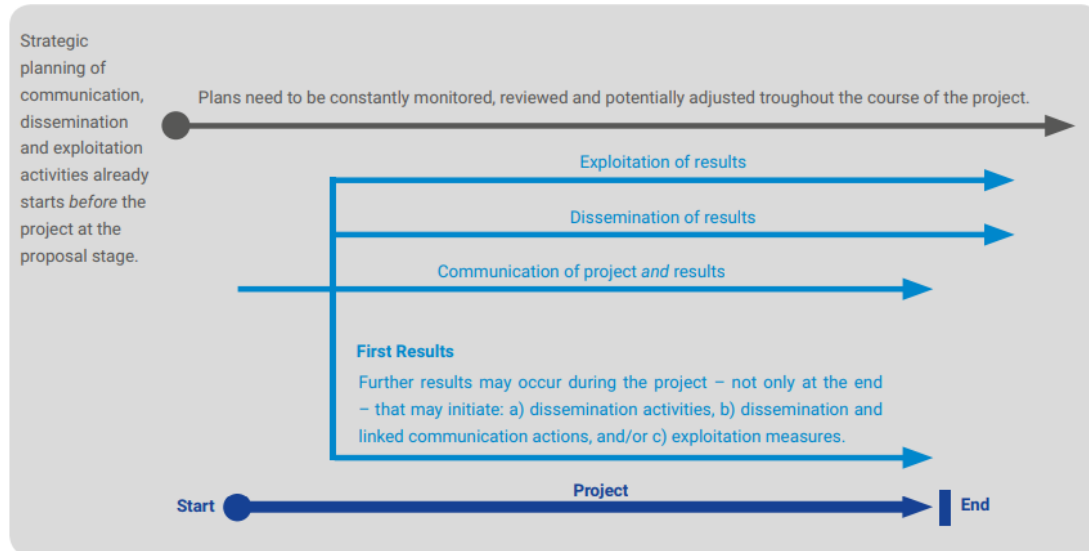 Strategic
planning of
communication,
dissemination
and exploitation
activities already
starts before the
project at the
proposal stage.
Plans need to be constantly monitored, reviewed and potentially adjusted troughout the course of the project.
Exploitation of results
Dissemination of results
Communication of project and results
First Results
Further results may occur during the project – not only at the end
– that may initiate: a) dissemination activities, b) dissemination and
linked communication actions, and/or c) exploitation measures.
Project
Start
End